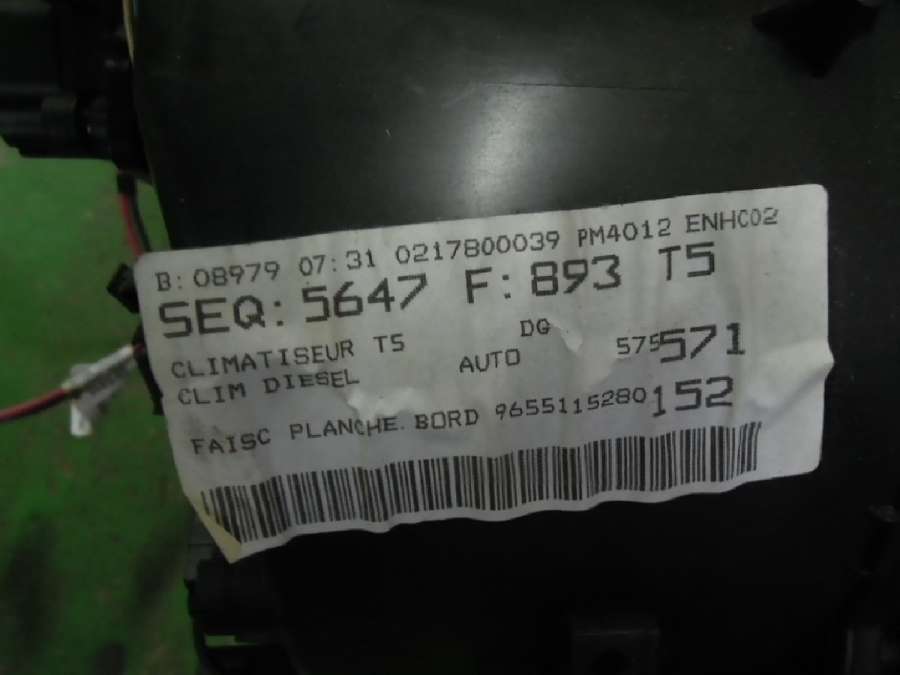 B: 08979 07:31 0217800039 PM4012 ENHC02
SEQ: 5647 F: 893 T5
CLIMATISEUR T5 DG 575571
CLIM DIESEL AUTO
FAISC PLANCHE.BORD 9655115280152